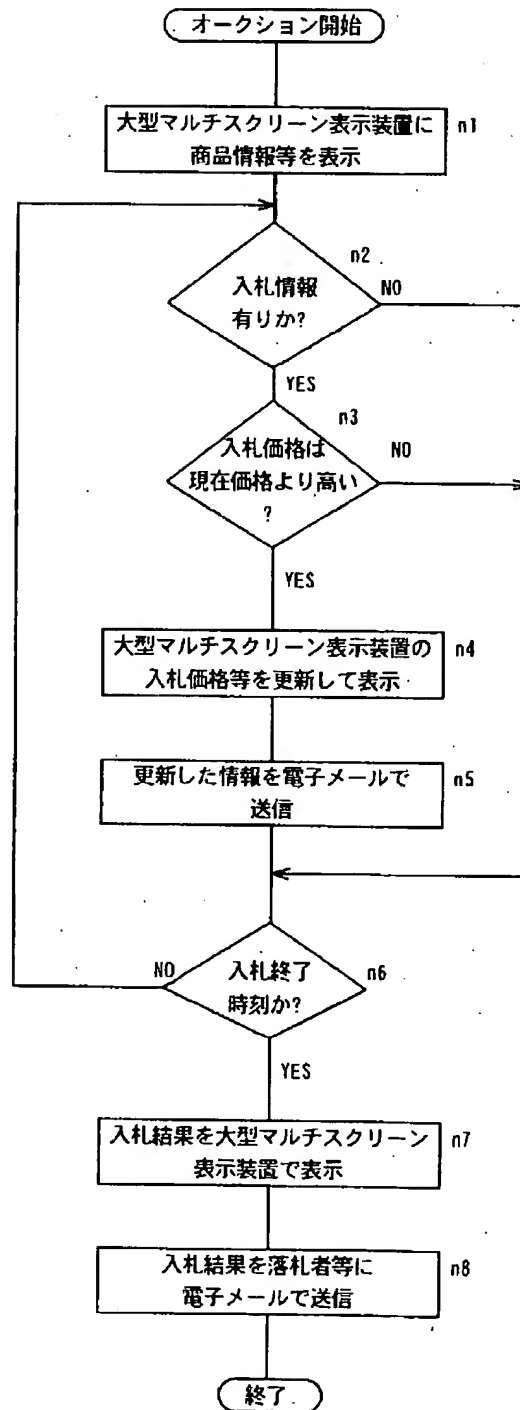 オークション開始
大型マルチスクリーン表示装置に
商品情報等を表示
n1
n2
入札情報
有りか?
NO
YES
n3
入札価格は
現在価格より高い
?
NO
YES
大型マルチスクリーン表示装置の
入札価格等を更新して表示
n4
更新した情報を電子メールで
送信
n5
入札終了
時刻か?
n6
NO
YES
入札結果を大型マルチスクリーン
表示装置で表示
n7
入札結果を落札者等に
電子メールで送信
n8
終了